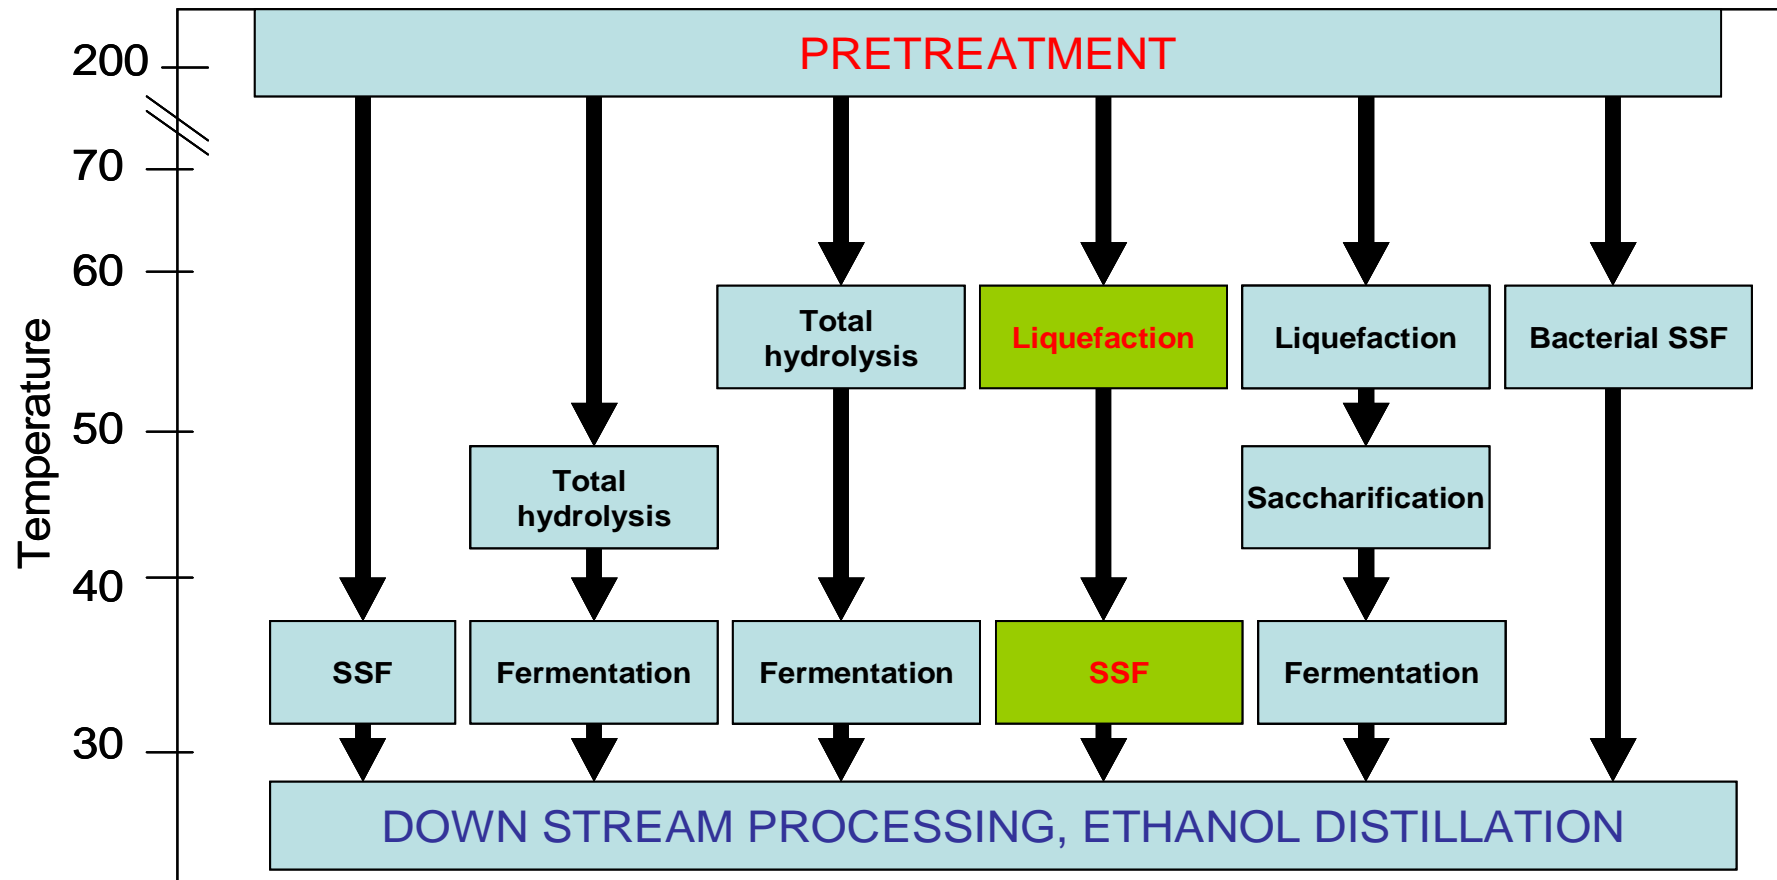 PRETREATMENT
200
70
60
50
40
30
Temperature
Total
hydrolysis
Liquefaction
Liquefaction
Bacterial SSF
Total
hydrolysis
Saccharification
SSF
Fermentation
Fermentation
SSF
Fermentation
DOWN STREAM PROCESSING, ETHANOL DISTILLATION